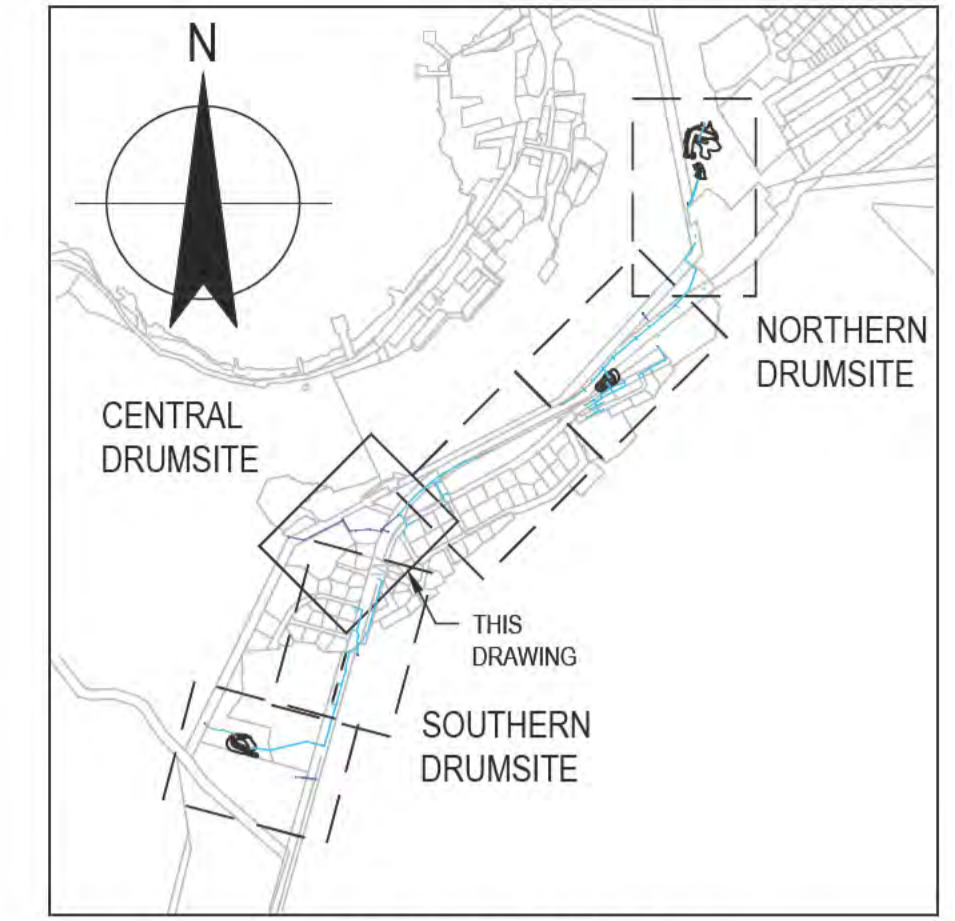 N
NORTHERN
DRUMSITE
CENTRAL
DRUMSITE
THIS
DRAWING
SOUTHERN
DRUMSITE